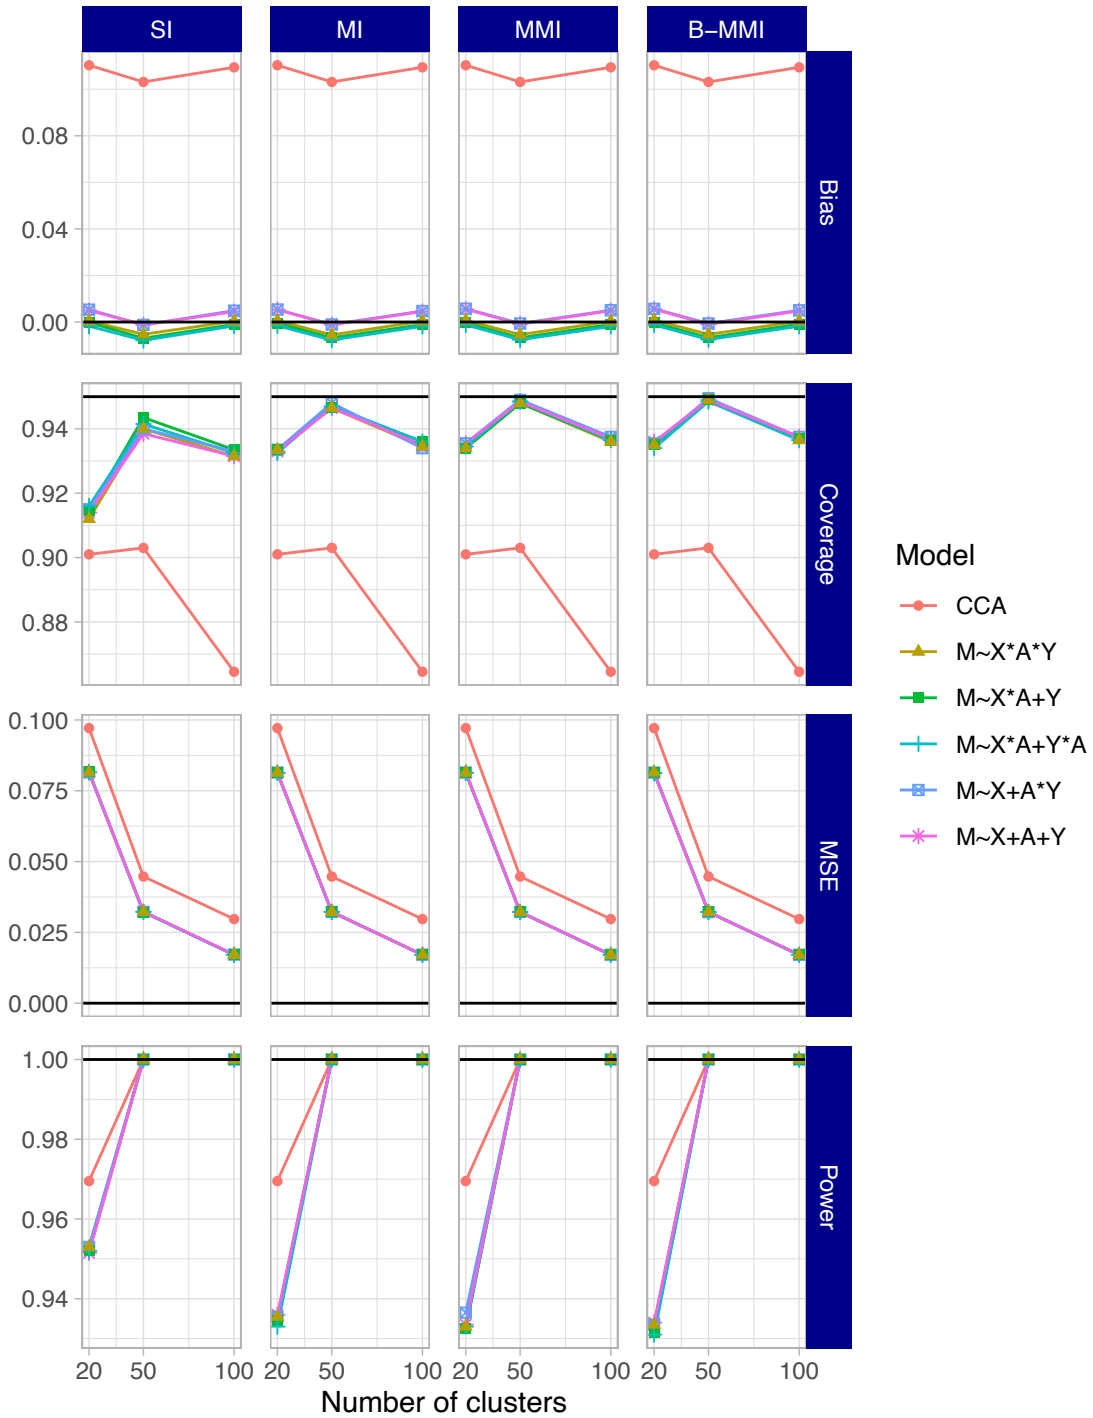 SI MI MMI B−MMI
0.08
0.04
0.00
Bias
0.94
0.92
0.90
0.88
Coverage
0.100
0.075
0.050
0.025
0.000
MSE
1.00
0.98
0.96
0.94
Power
20 50 100 20 50 100 20 50 100 20 50 100
Number of clusters
Model
CCA
M~X*A*Y
M~X*A+Y
M~X*A+Y*A
M~X+A*Y
M~X+A+Y